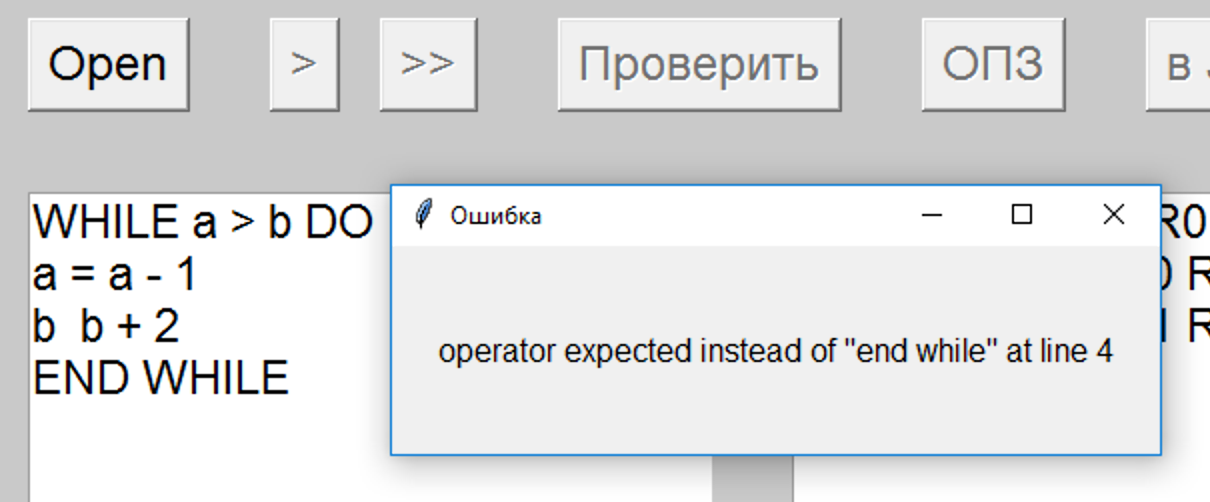 Open > >> Проверить ОПЗ в
Ошибка
WHILE a > b DO
a = a - 1
b  b + 2
END WHILE
operator expected instead of "end while" at line 4
R0